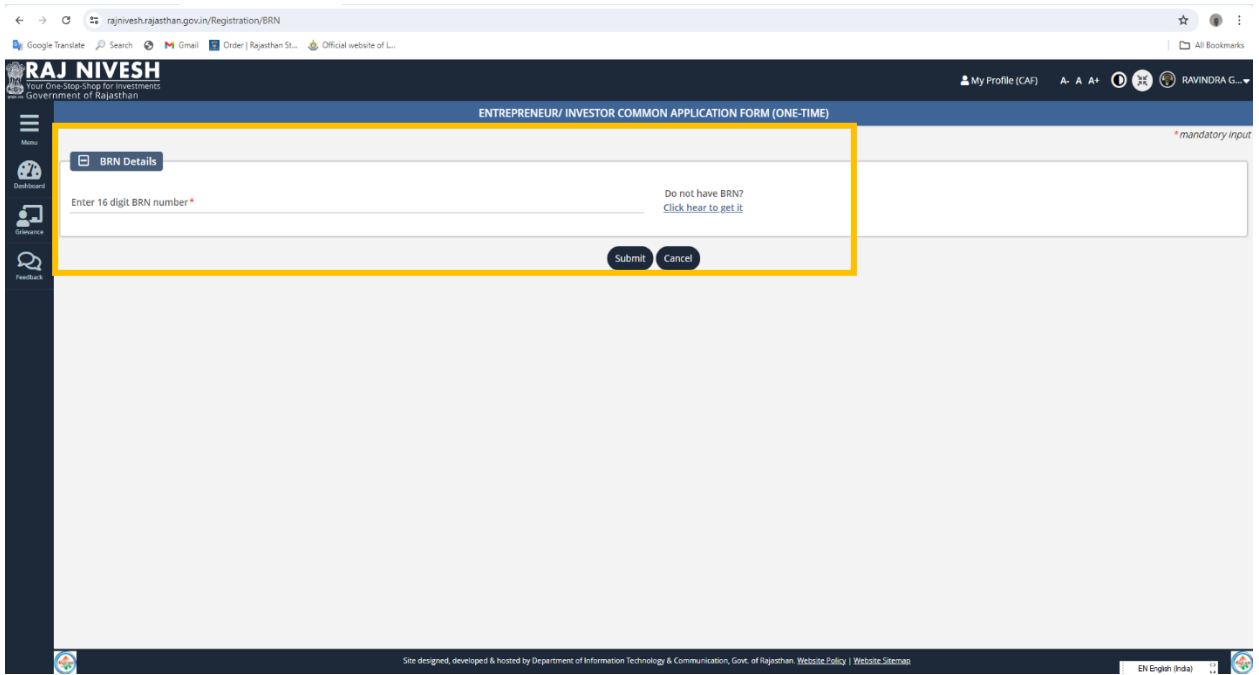 rajnivesh.rajasthan.gov.in/Registration/BRN
Google Translate Search Gmail Order | Rajasthan St... Official website of L... All Bookmarks
RAJ NIVESH
Your One-Stop-Shop for Investments
Government of Rajasthan
My Profile (CAF) A- A A+ RAVINDRA G...
ENTREPRENEUR/ INVESTOR COMMON APPLICATION FORM (ONE-TIME)
*mandatory input
Menu
Dashboard
Grievance
Feedback
BRN Details
Enter 16 digit BRN number*
Do not have BRN?
Click hear to get it
Submit Cancel
Site designed, developed & hosted by Department of Information Technology & Communication, Govt. of Rajasthan. Website Policy | Website Sitemap
EN English (India)